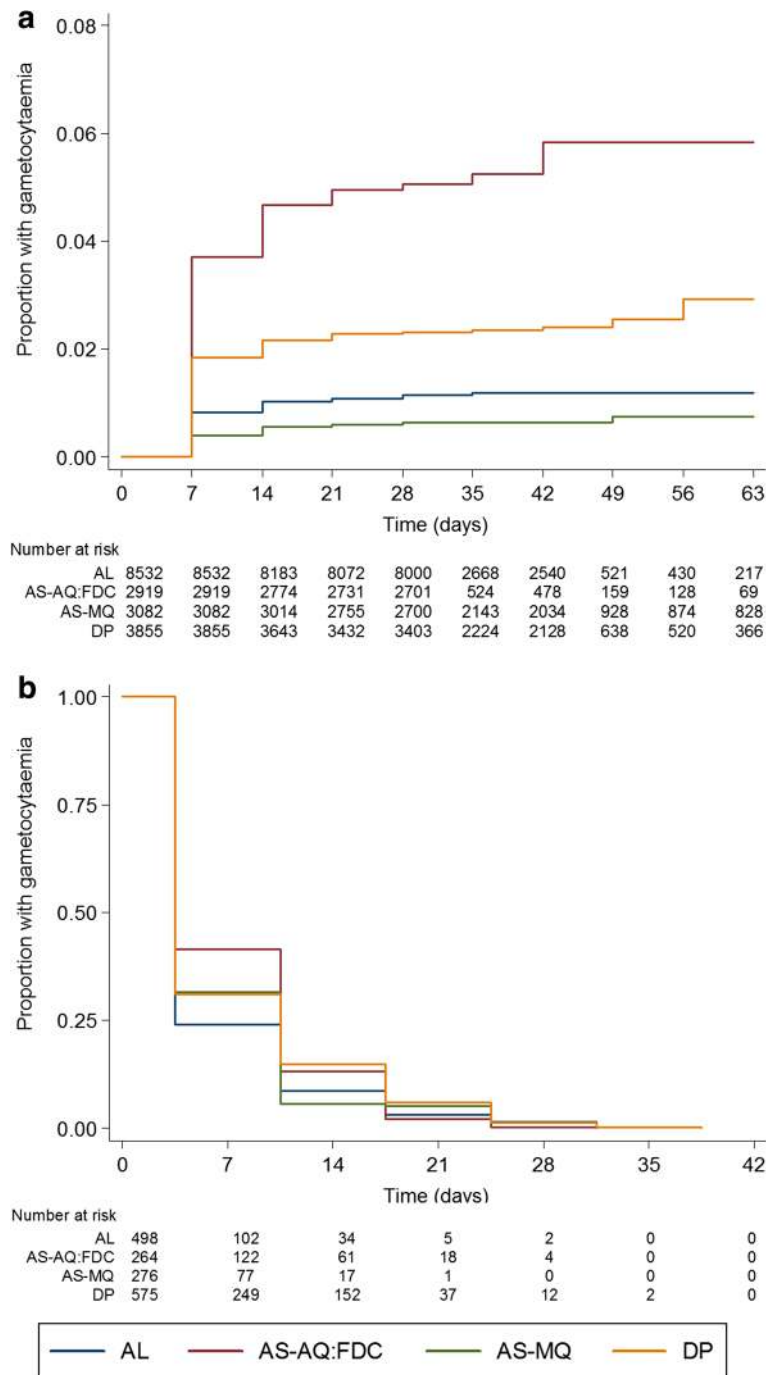 a
0.08
0.06
0.04
0.02
0.00
Proportion with gametocytaemia
0 7 14 21 28 35 42 49 56 63
Time (days)
Number at risk
AL 8532 8532 8183 8072 8000 2668 2540 521 430 217
AS-AQ:FDC 2919 2919 2774 2731 2701 524 478 159 128 69
AS-MQ 3082 3082 3014 2755 2700 2143 2034 928 874 828
DP 3855 3855 3643 3432 3403 2224 2128 638 520 366
b
1.00
0.75
0.50
0.25
0.00
Proportion with gametocytaemia
0 7 14 21 28 35 42
Time (days)
Number at risk
AL 498 102 34 5 2 0 0
AS-AQ:FDC 264 122 61 18 4 0 0
AS-MQ 276 77 17 1 0 0 0
DP 575 249 152 37 12 2 0
AL AS-AQ:FDC AS-MQ DP